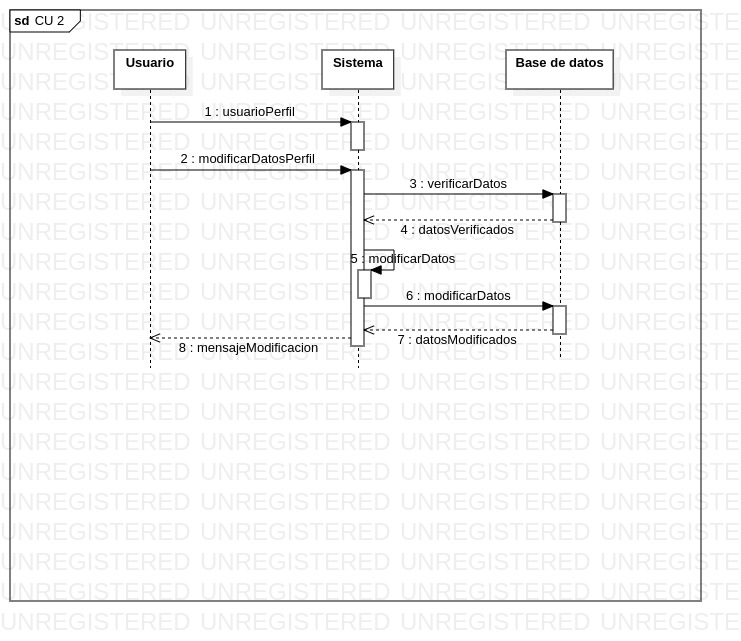 sd CU 2
Usuario
Sistema
Base de datos
1 : usuarioPerfil
2 : modificarDatosPerfil
3 : verificarDatos
4 : datosVerificados
5 : modificarDatos
6 : modificarDatos
7 : datosModificados
8 : mensajeModificacion
UNREGISTERED UNREGISTERED UNREGISTERED UNREGISTERED